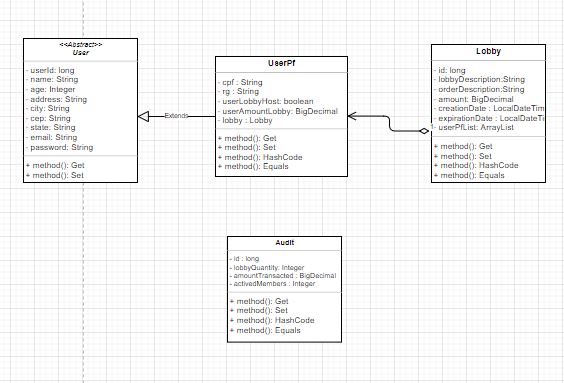 <<Abstract>>
User
- userId: long
- name: String
- age: Integer
- address: String
- city: String
- cep: String
- state: String
- email: String
- password: String
+ method(): Get
+ method(): Set
Extends
UserPf
- cpf : String
- rg : String
- userLobbyHost: boolean
- userAmountLobby: BigDecimal
- lobby : Lobby
+ method(): Get
+ method(): Set
+ method(): HashCode
+ method(): Equals
Lobby
- id: long
- lobbyDescription:String
- orderDescription:String
- amount: BigDecimal
- creationDate : LocalDateTim
- expirationDate : LocalDateTi
- userPfList: ArrayList
+ method(): Get
+ method(): Set
+ method(): HashCode
+ method(): Equals
Audit
- id : long
- lobbyQuantity: Integer
- amountTransacted : BigDecimal
- activedMembers : Integer
+ method(): Get
+ method(): Set
+ method(): HashCode
+ method(): Equals